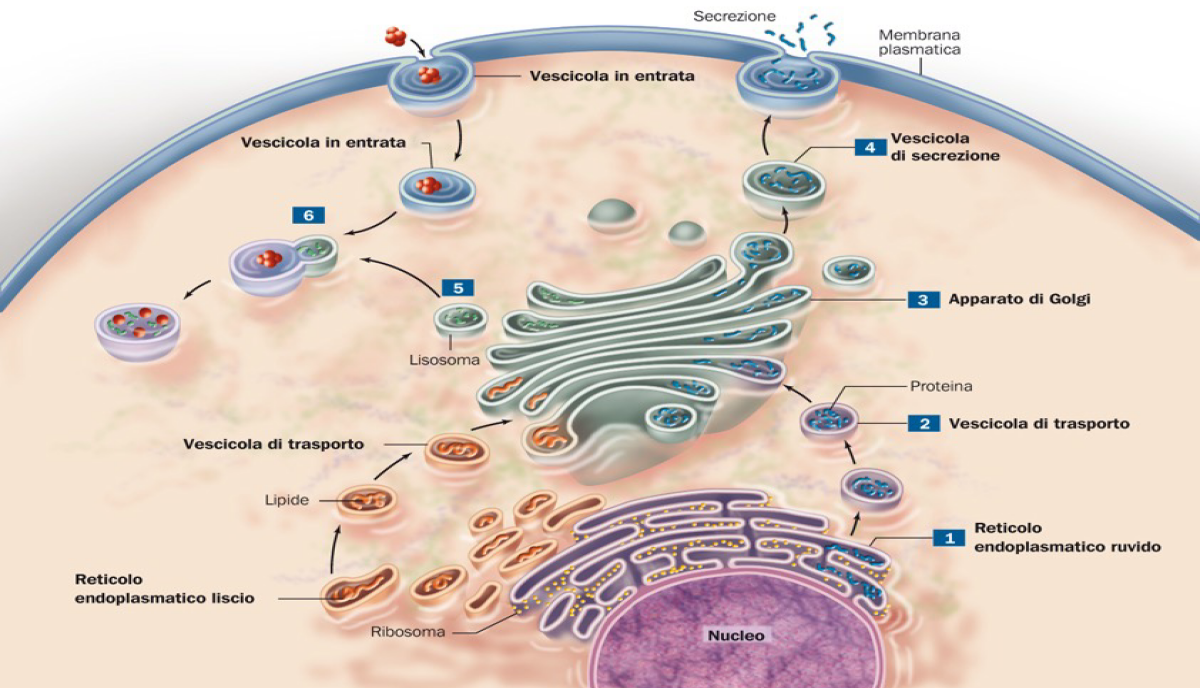 Secrezione
Membrana
plasmatica
Vescicola in entrata
Vescicola in entrata
4 Vescicola
di secrezione
6
5
Lisosoma
3 Apparato di Golgi
Proteina
2 Vescicola di trasporto
Vescicola di trasporto
Lipide
1 Reticolo
endoplasmatico ruvido
Reticolo
endoplasmatico liscio
Ribosoma
Nucleo